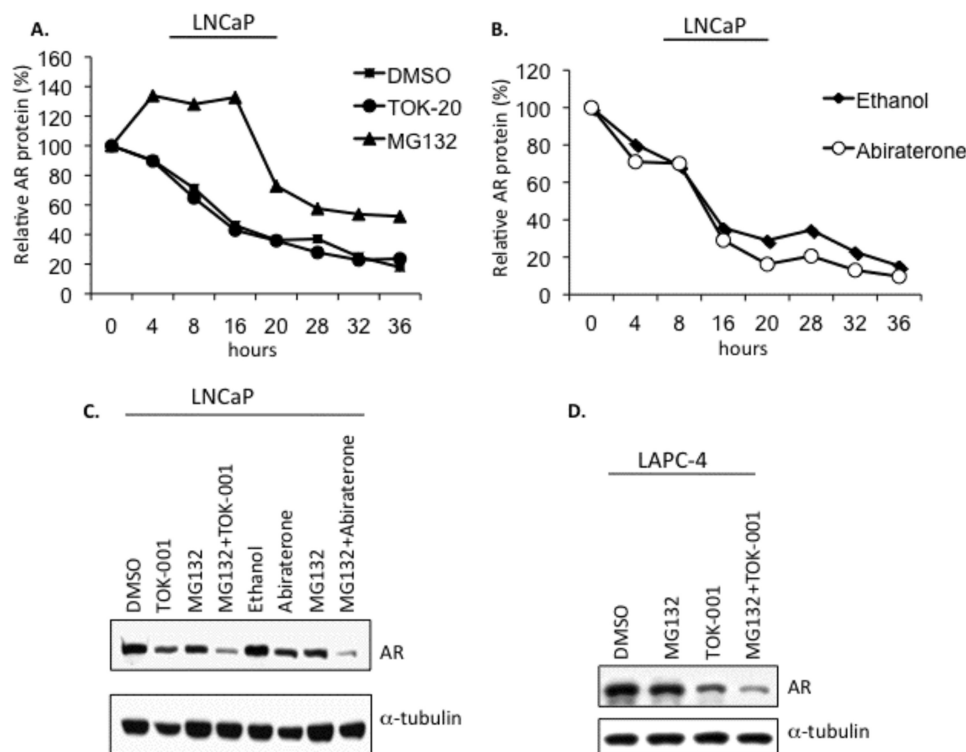 A.
LNCaP
Relative AR protein (%)
160
140
120
100
80
60
40
20
0
DMSO
TOK-20
MG132
0 4 8 16 20 28 32 36
hours
B.
LNCaP
Relative AR protein (%)
120
100
80
60
40
20
0
Ethanol
Abiraterone
0 4 8 16 20 28 32 36
hours
C.
LNCaP
DMSO
TOK-001
MG132
MG132+TOK-001
Ethanol
Abiraterone
MG132
MG132+Abiraterone
AR
α-tubulin
D.
LAPC-4
DMSO
MG132
TOK-001
MG132+TOK-001
AR
α-tubulin